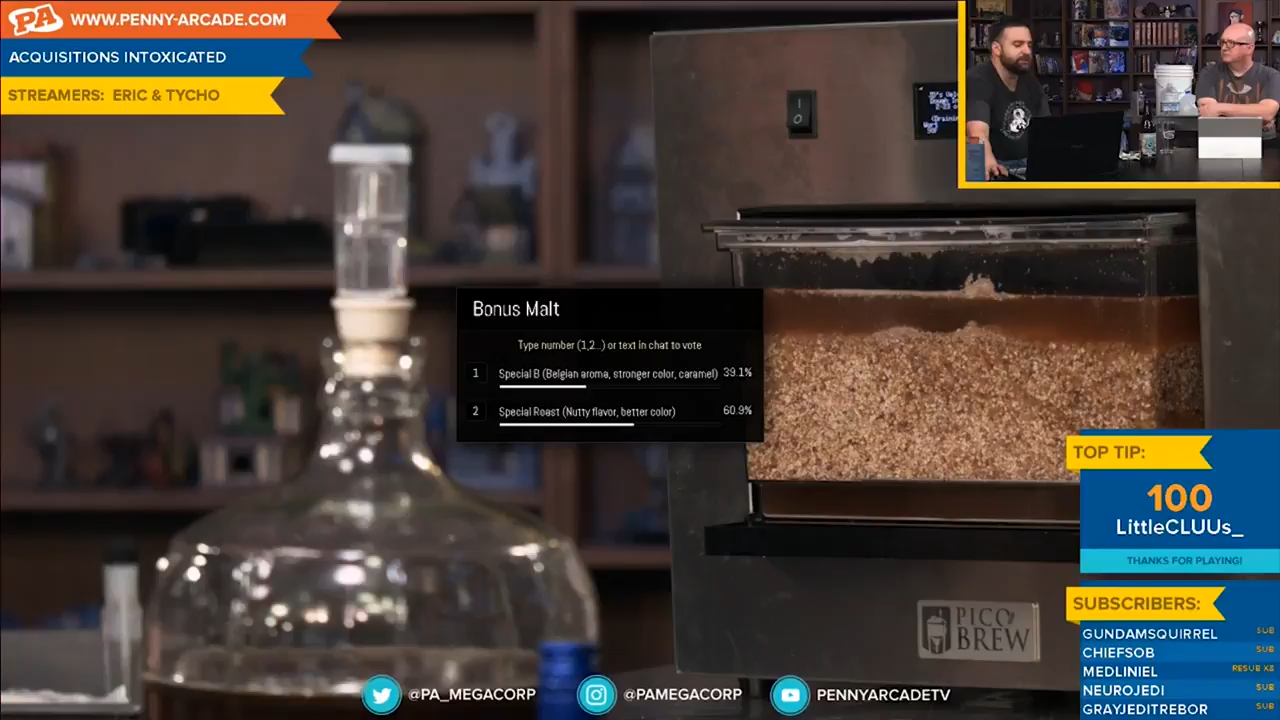 PA WWW.PENNY-ARCADE.COM
ACQUISITIONS INTOXICATED
STREAMERS: ERIC & TYCHO
Bonus Malt
Type number (1,2...) or text in chat to vote
1 Special B (Belgian aroma, stronger color, caramel) 39.1%
2 Special Roast (Nutty flavor, better color) 60.9%
TOP TIP:
100
LittleCLUUs_
THANKS FOR PLAYING!
PICO
BREW
SUBSCRIBERS:
GUNDAMSQUIRREL SUB
CHIEFSOB SUB
MEDLINIEL RESUB X8
NEUROJEDI SUB
GRAYJEDITREBOR SUB
@PA_MEGACORP @PAMEGACORP PENNYARCADETV